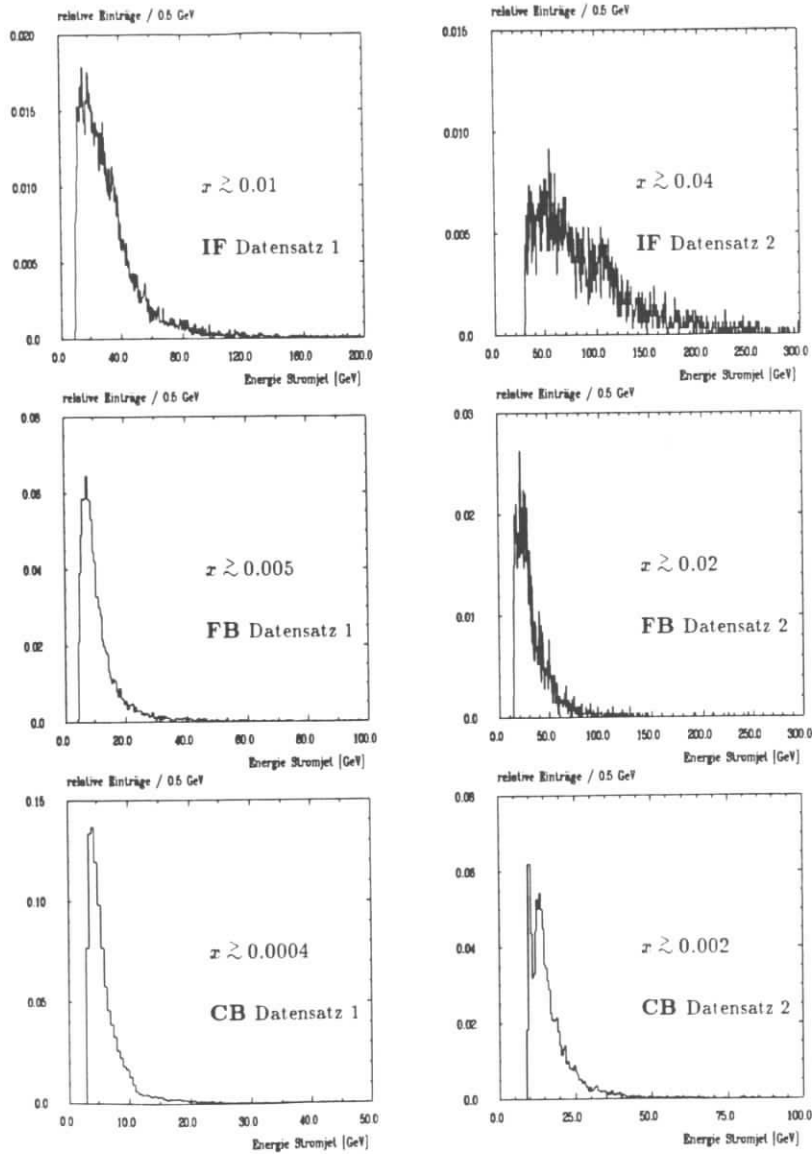 relative Einträge / 0.5 GeV
0.020
0.015
0.010
0.005
0.0
x ≳ 0.01
IF Datensatz 1
0.0 40.0 80.0 120.0 160.0 200.0
Energie Stromjet [GeV]
relative Einträge / 0.5 GeV
0.015
0.010
0.005
0.0
x ≳ 0.04
IF Datensatz 2
0.0 50.0 100.0 150.0 200.0 250.0 300.0
Energie Stromjet [GeV]
relative Einträge / 0.5 GeV
0.08
0.06
0.04
0.02
0.0
x ≳ 0.005
FB Datensatz 1
0.0 20.0 40.0 60.0 80.0 100.0
Energie Stromjet [GeV]
relative Einträge / 0.5 GeV
0.03
0.02
0.01
0.0
x ≳ 0.02
FB Datensatz 2
0.0 50.0 100.0 150.0 200.0 250.0 300.0
Energie Stromjet [GeV]
relative Einträge / 0.5 GeV
0.15
0.10
0.05
0.0
x ≳ 0.0004
CB Datensatz 1
0.0 10.0 20.0 30.0 40.0 50.0
Energie Stromjet [GeV]
relative Einträge / 0.5 GeV
0.08
0.06
0.04
0.02
0.0
x ≳ 0.002
CB Datensatz 2
0.0 25.0 50.0 75.0 100.0
Energie Stromjet [GeV]